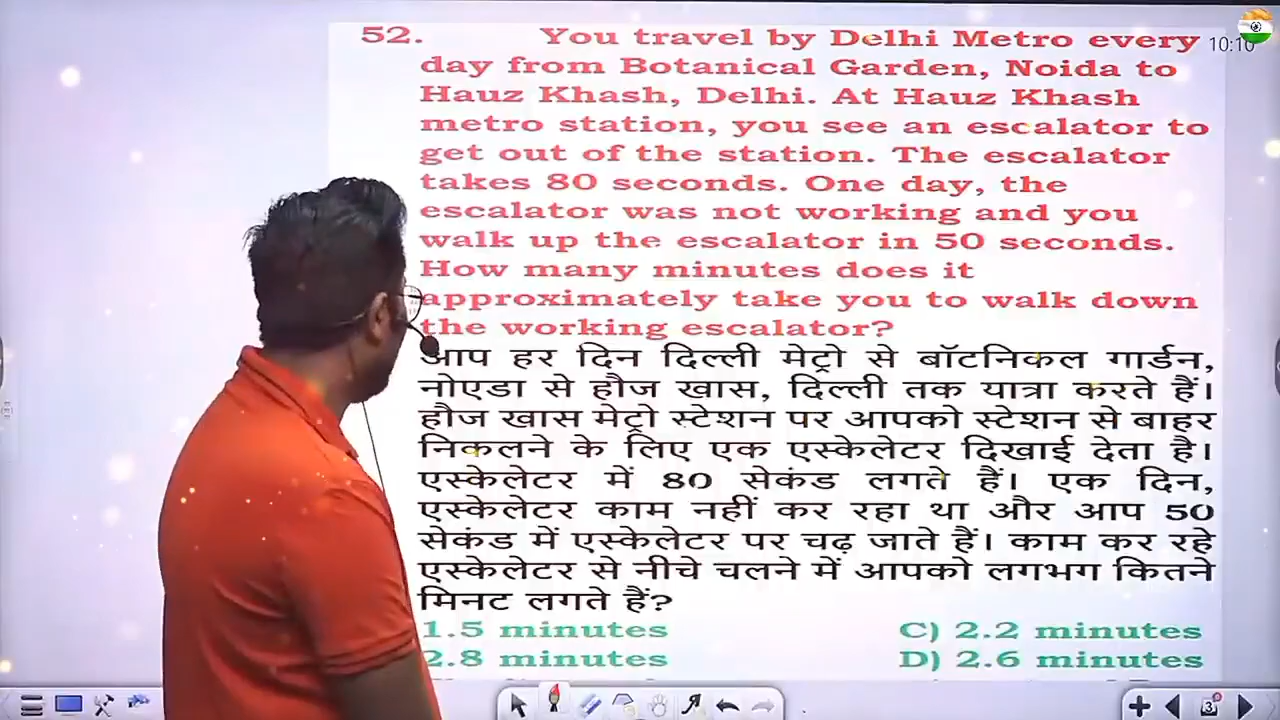 52. You travel by Delhi Metro every
day from Botanical Garden, Noida to
Hauz Khash, Delhi. At Hauz Khash
metro station, you see an escalator to
get out of the station. The escalator
takes 80 seconds. One day, the
escalator was not working and you
walk up the escalator in 50 seconds.
How many minutes does it
approximately take you to walk down
the working escalator?
आप हर दिन दिल्ली मेट्रो से बॉटनिकल गार्डन,
नोएडा से हौज खास, दिल्ली तक यात्रा करते हैं।
हौज खास मेट्रो स्टेशन पर आपको स्टेशन से बाहर
निकलने के लिए एक एस्केलेटर दिखाई देता है।
एस्केलेटर में 80 सेकंड लगते हैं। एक दिन,
एस्केलेटर काम नहीं कर रहा था और आप 50
सेकंड में एस्केलेटर पर चढ़ जाते हैं। काम कर रहे
एस्केलेटर से नीचे चलने में आपको लगभग कितने
मिनट लगते हैं?
1.5 minutes C) 2.2 minutes
2.8 minutes D) 2.6 minutes
10:10
3